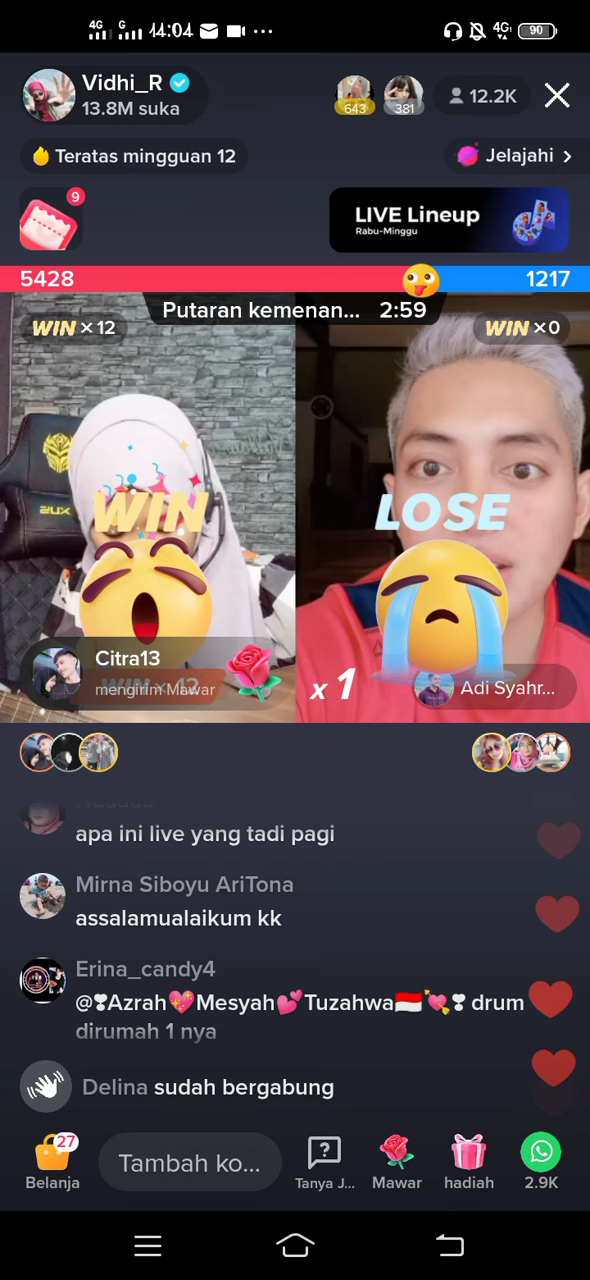 4G G 14:04 ... 4G 90
Vidhi_R
13.8M suka
643 381 12.2K
Teratas mingguan 12 Jelajahi >
9
LIVE Lineup
Rabu-Minggu
5428 1217
Putaran kemenan... 2:59
WIN ×12 WIN ×0
2UX
WIN LOSE
Citra13
mengirim Mawar x 1 Adi Syahr...
apa ini live yang tadi pagi
Mirna Siboyu AriTona
assalamualaikum kk
Erina_candy4
@❣Azrah💖Mesyah💕Tuzahwa🇮🇩💘❣ drum
dirumah 1 nya
Delina sudah bergabung
27
Tambah ko...
Belanja Tanya J... Mawar hadiah 2.9K